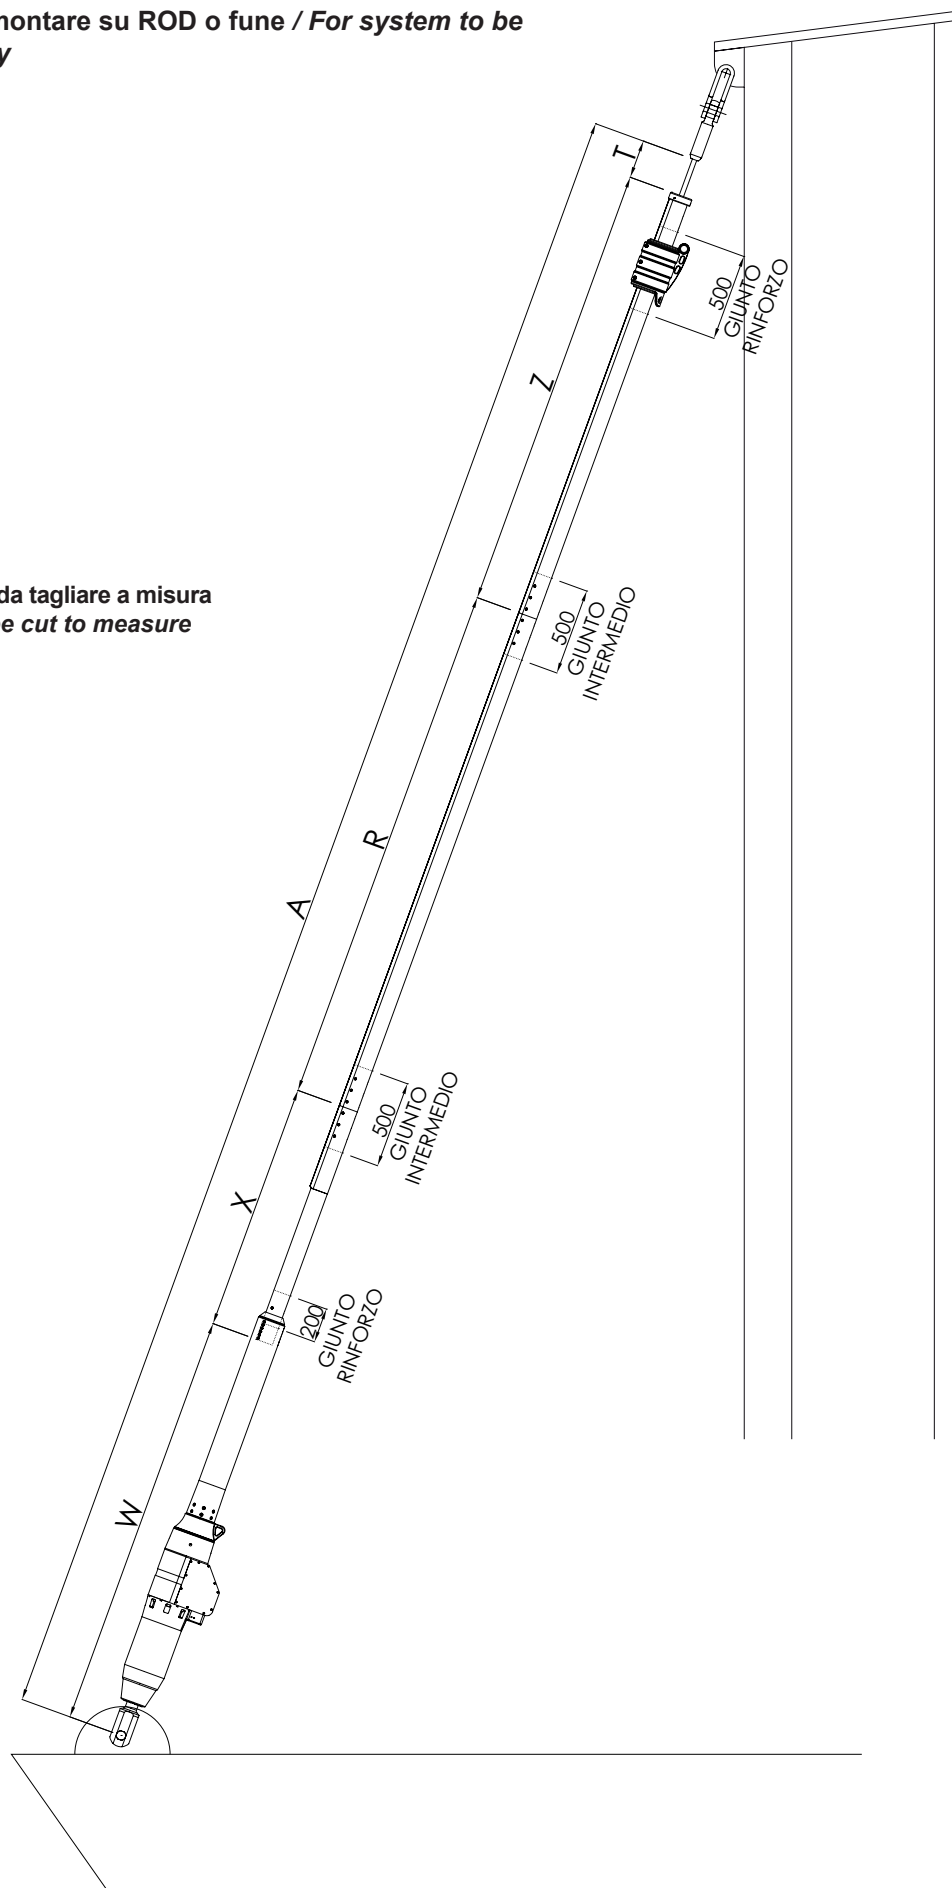 montare su ROD o fune / For system to be
y
T
500
GIUNTO
RINFORZO
Z
da tagliare a misura
e cut to measure
500
GIUNTO
INTERMEDIO
R
A
500
GIUNTO
INTERMEDIO
X
200
GIUNTO
RINFORZO
W